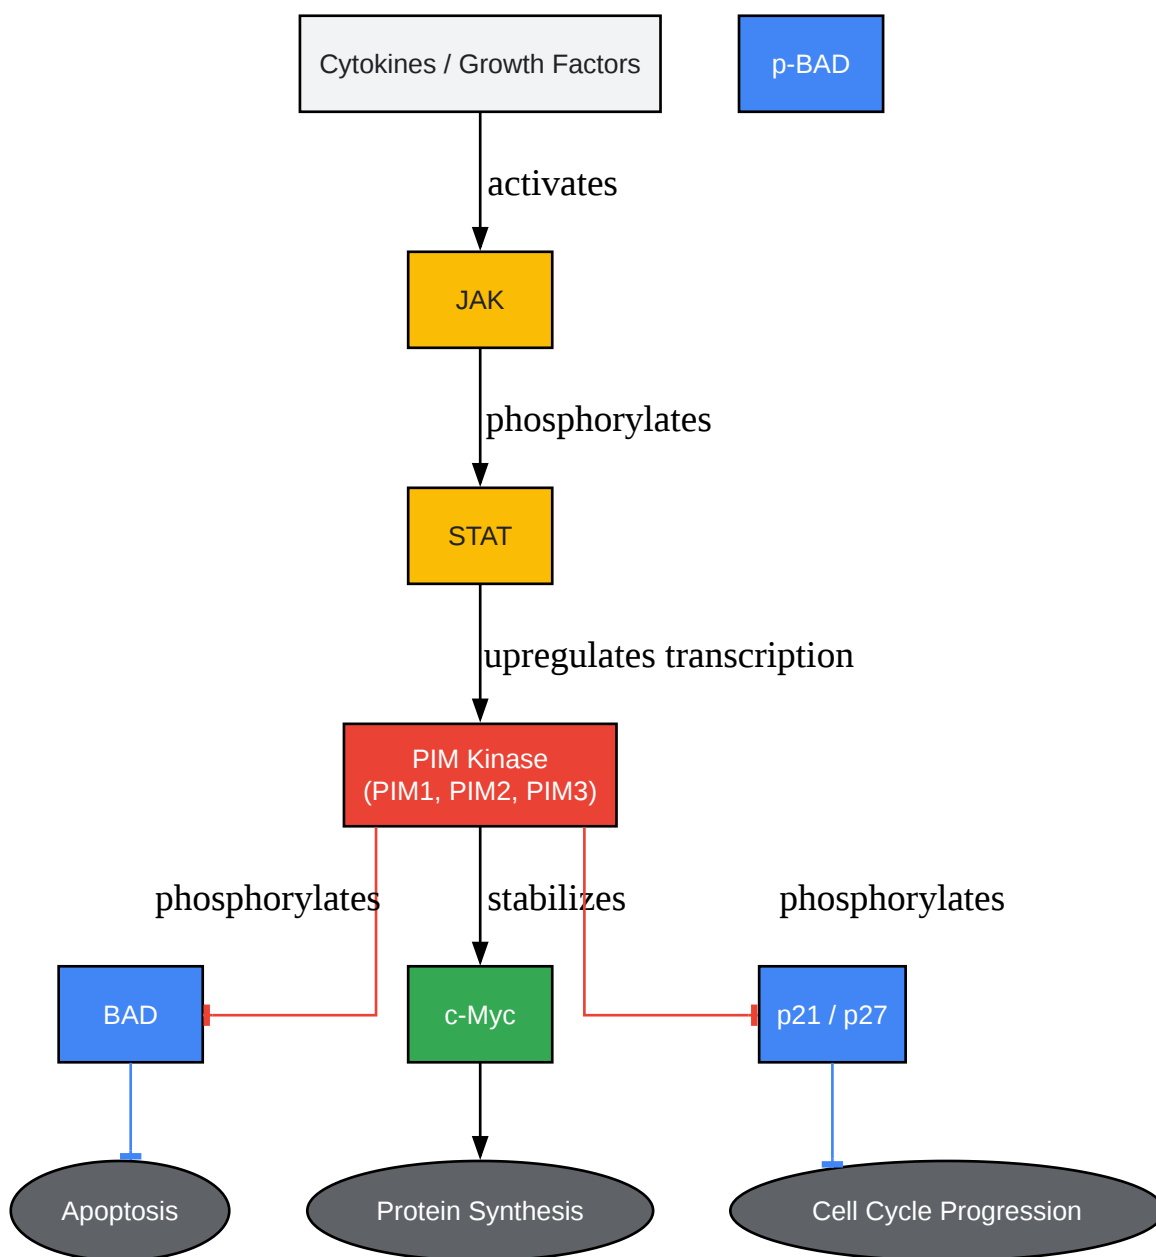 Cytokines / Growth Factors
p-BAD
activates
JAK
phosphorylates
STAT
upregulates transcription
PIM Kinase
(PIM1, PIM2, PIM3)
phosphorylates
stabilizes
phosphorylates
BAD
c-Myc
p21 / p27
Apoptosis
Protein Synthesis
Cell Cycle Progression